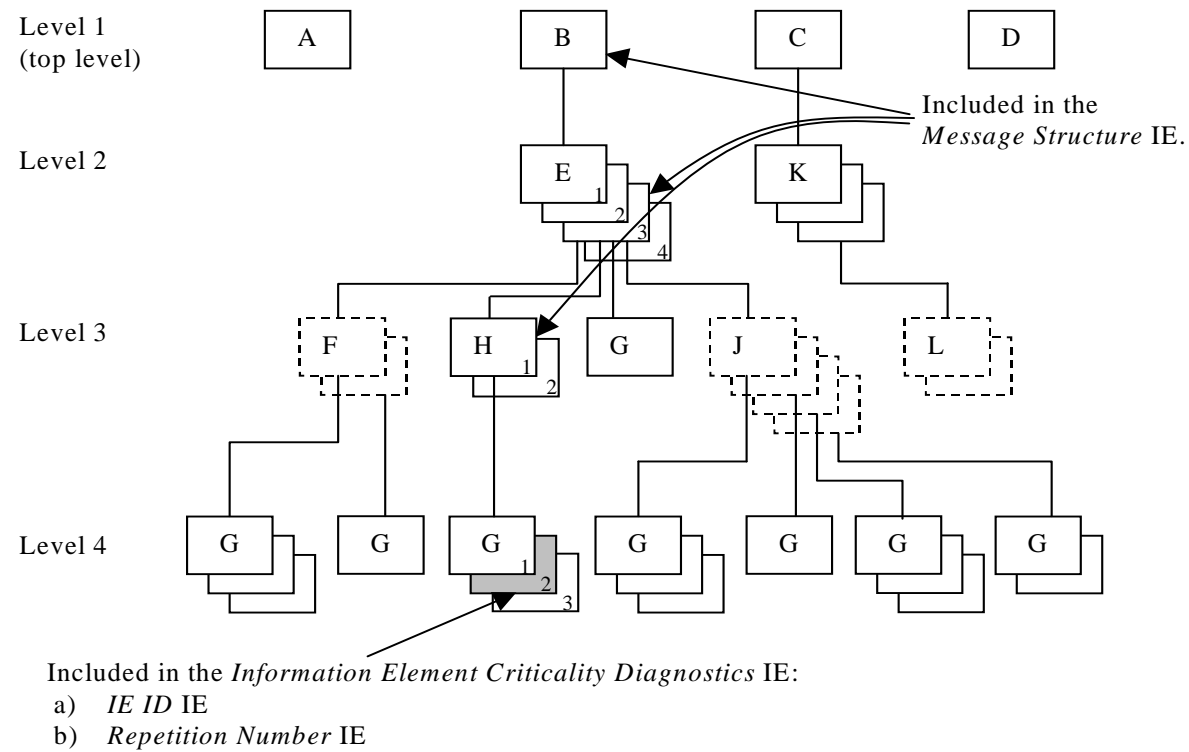 Level 1
(top level)
A
B
C
D
Included in the
Message Structure IE.
Level 2
E
1
2
3
4
K
Level 3
F
H
1
2
G
J
L
Level 4
G
G
G
1
2
3
G
G
G
G
Included in the Information Element Criticality Diagnostics IE:
a) IE ID IE
b) Repetition Number IE